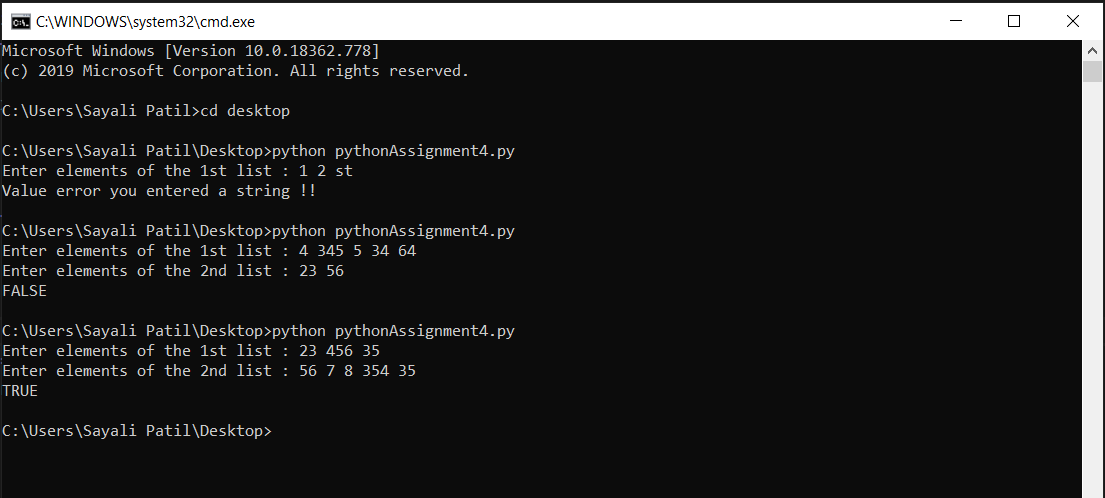 C:\WINDOWS\system32\cmd.exe
Microsoft Windows [Version 10.0.18362.778]
(c) 2019 Microsoft Corporation. All rights reserved.
C:\Users\Sayali Patil>cd desktop
C:\Users\Sayali Patil\Desktop>python pythonAssignment4.py
Enter elements of the 1st list : 1 2 st
Value error you entered a string !!
C:\Users\Sayali Patil\Desktop>python pythonAssignment4.py
Enter elements of the 1st list : 4 345 5 34 64
Enter elements of the 2nd list : 23 56
FALSE
C:\Users\Sayali Patil\Desktop>python pythonAssignment4.py
Enter elements of the 1st list : 23 456 35
Enter elements of the 2nd list : 56 7 8 354 35
TRUE
C:\Users\Sayali Patil\Desktop>